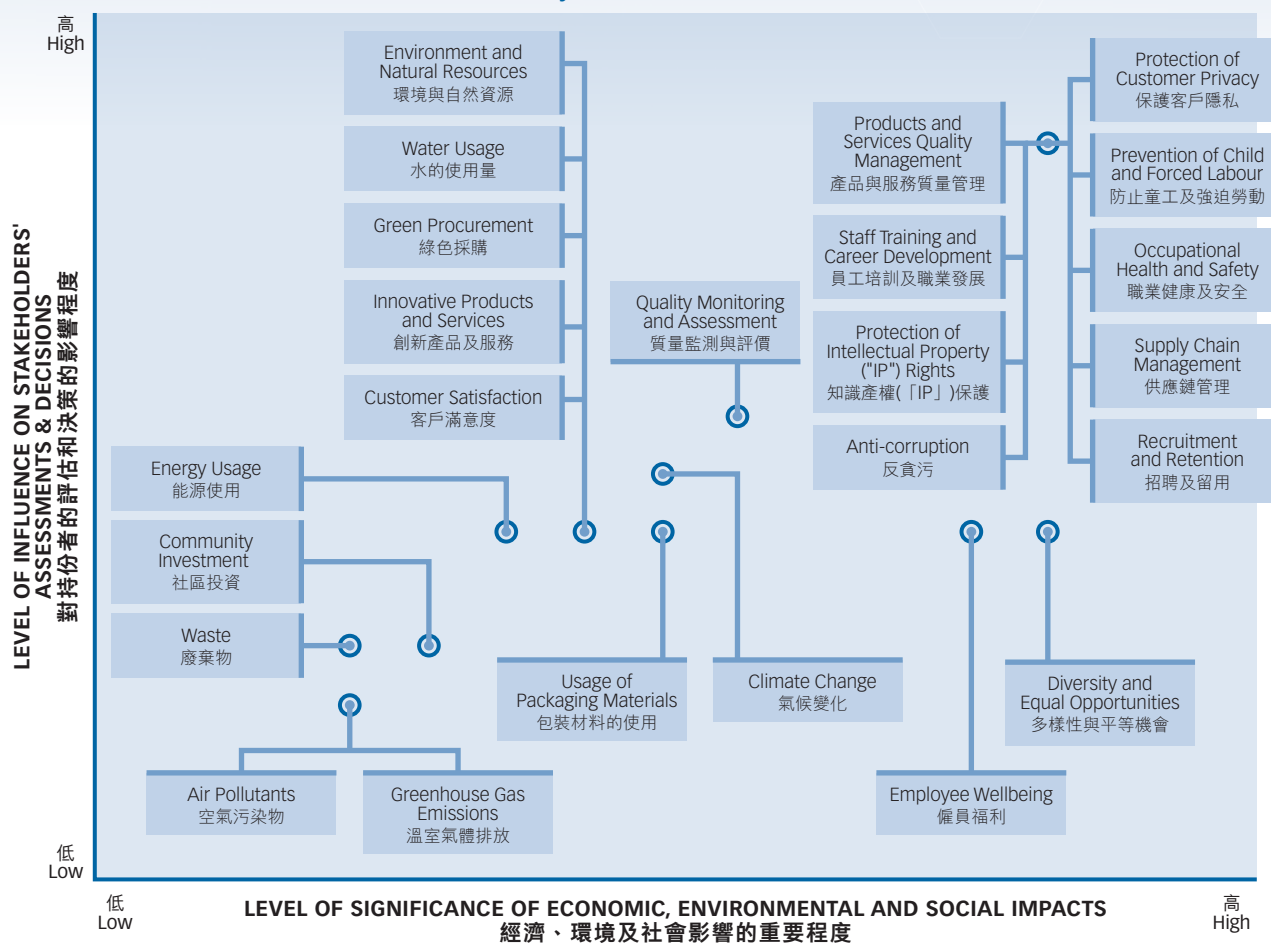 高
High
Environment and
Natural Resources
環境與自然資源
Water Usage
水的使用量
Green Procurement
綠色採購
Innovative Products
and Services
創新產品及服務
Customer Satisfaction
客戶滿意度
Quality Monitoring
and Assessment
質量監測與評價
Products and
Services Quality
Management
產品與服務質量管理
Staff Training and
Career Development
員工培訓及職業發展
Protection of
Intellectual Property
("IP") Rights
知識產權(「IP」)保護
Anti-corruption
反貪污
Protection of
Customer Privacy
保護客戶隱私
Prevention of Child
and Forced Labour
防止童工及強迫勞動
Occupational
Health and Safety
職業健康及安全
Supply Chain
Management
供應鏈管理
Recruitment
and Retention
招聘及留用
LEVEL OF INFLUENCE ON STAKEHOLDERS'
ASSESSMENTS & DECISIONS
對持份者的評估和決策的影響程度
Energy Usage
能源使用
Community
Investment
社區投資
Waste
廢棄物
Usage of
Packaging Materials
包裝材料的使用
Climate Change
氣候變化
Diversity and
Equal Opportunities
多樣性與平等機會
Air Pollutants
空氣污染物
Greenhouse Gas
Emissions
溫室氣體排放
Employee Wellbeing
僱員福利
低
Low
低
Low
LEVEL OF SIGNIFICANCE OF ECONOMIC, ENVIRONMENTAL AND SOCIAL IMPACTS
經濟、環境及社會影響的重要程度
高
High